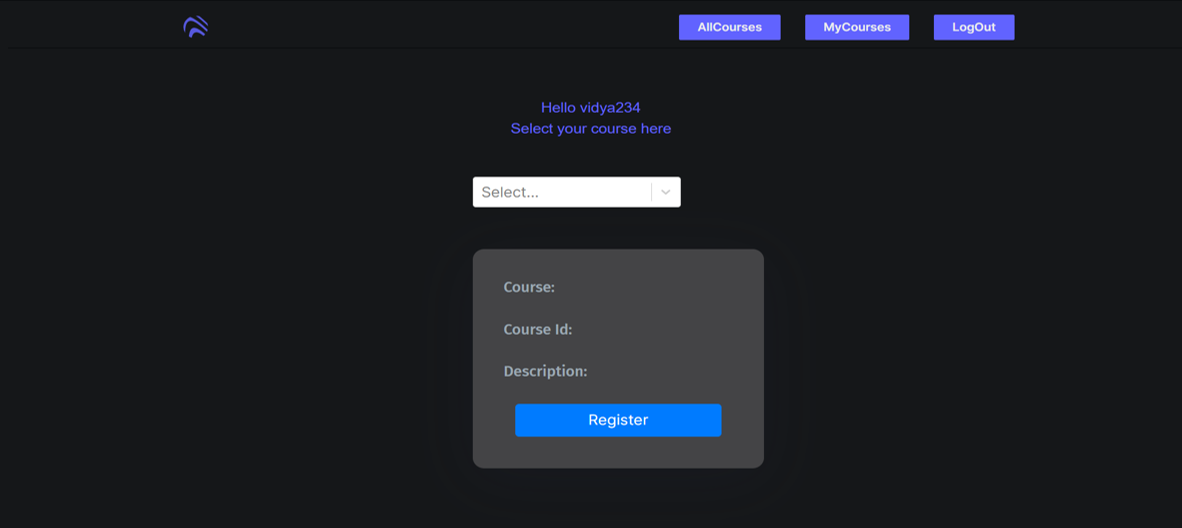 AllCourses MyCourses LogOut
Hello vidya234
Select your course here
Select...
Course:
Course Id:
Description:
Register